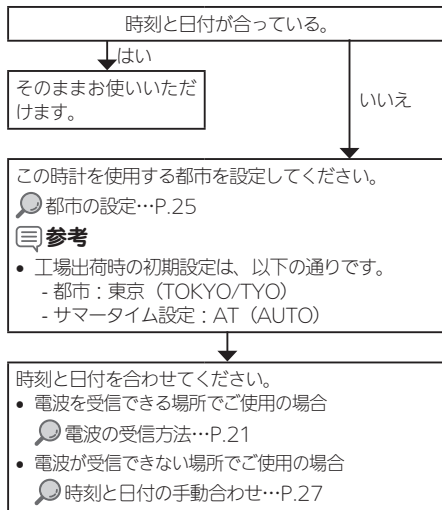 時刻と日付が合っている。
はい
そのままお使いいただ
けます。
いいえ
この時計を使用する都市を設定してください。
都市の設定…P.25
参考
• 工場出荷時の初期設定は、以下の通りです。
- 都市：東京（TOKYO/TYO）
- サマータイム設定：AT（AUTO）
時刻と日付を合わせてください。
• 電波を受信できる場所でご使用の場合
電波の受信方法…P.21
• 電波が受信できない場所でご使用の場合
時刻と日付の手動合わせ…P.27